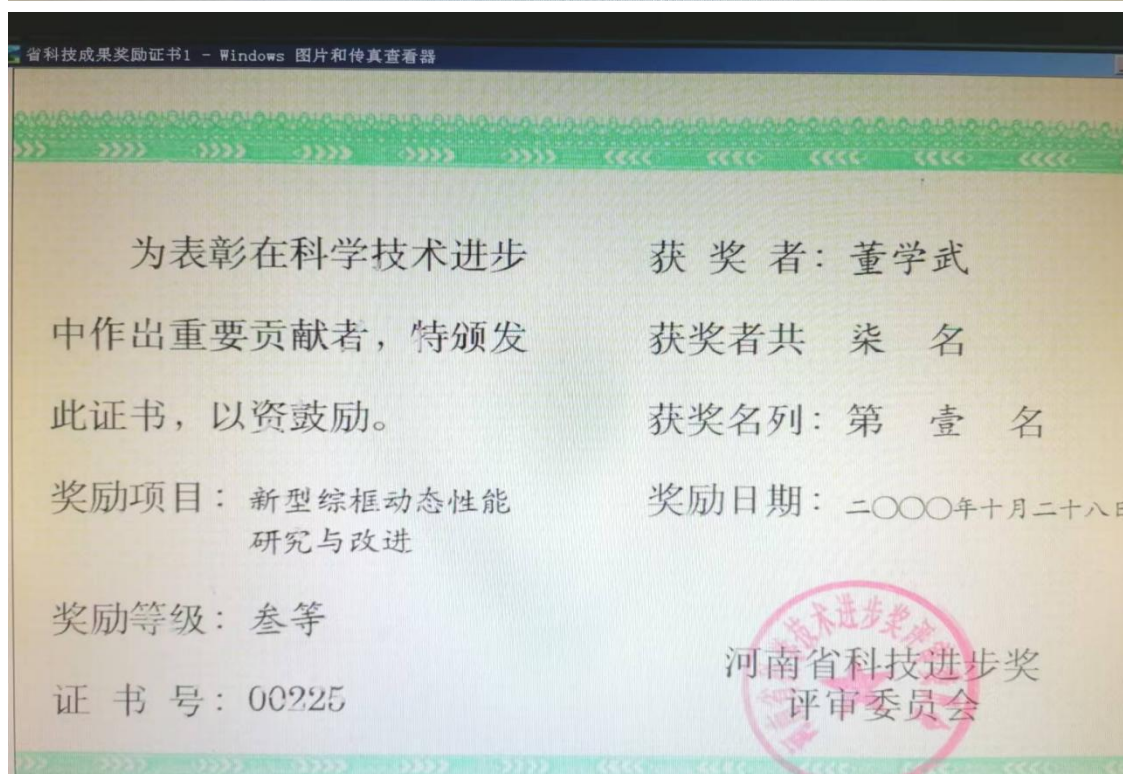 省科技成果奖励证书1 - Windows 图片和传真查看器
为表彰在科学技术进步
中作出重要贡献者，特颁发
此证书，以资鼓励。
奖励项目：新型综框动态性能
研究与改进
奖励等级：叁等
证书号：00225
获奖者：董学武
获奖者共 柒 名
获奖名列：第 壹 名
奖励日期：二〇〇〇年十月二十八日
河南省科技进步奖
评审委员会